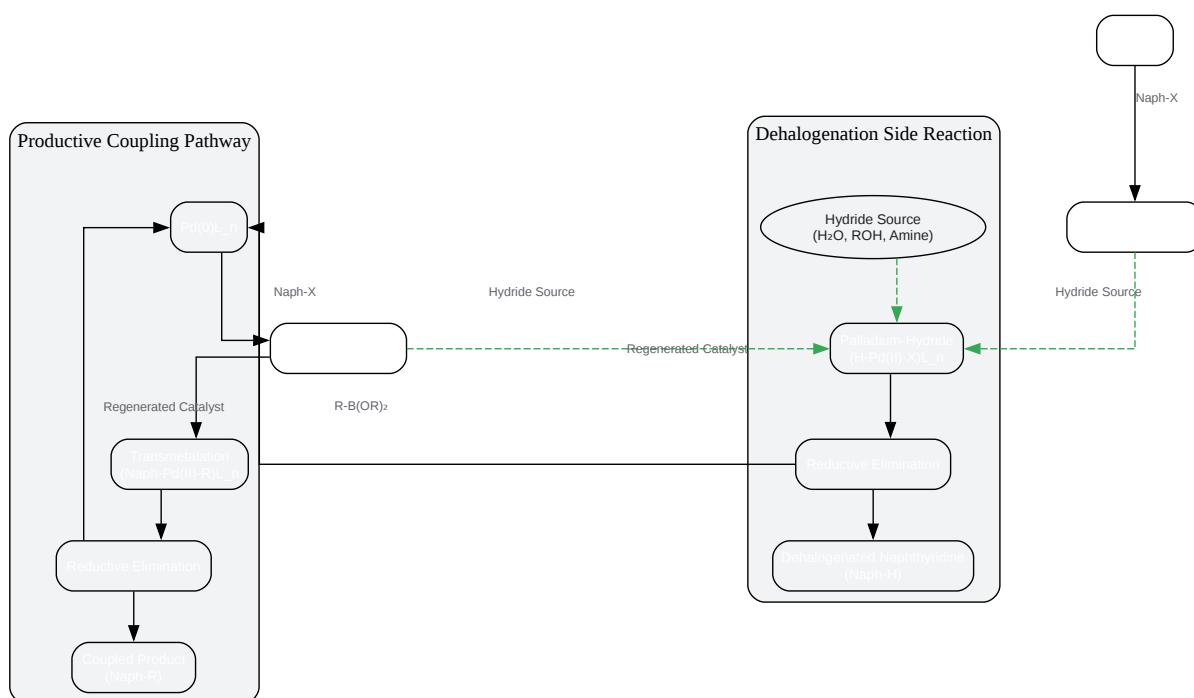 Naph-X
Productive Coupling Pathway
Dehalogenation Side Reaction
Pd(0)L_n
Hydride Source
(H₂O, ROH, Amine)
Naph-X
Hydride Source
Hydride Source
Regenerated Catalyst
Palladium-Hydride
(H-Pd(II)-X)L_n
Regenerated Catalyst
R-B(OR)₂
Transmetalation
(Naph-Pd(II)-R)L_n
Reductive Elimination
Reductive Elimination
Dehalogenated Naphthyridine
(Naph-H)
Coupled Product
(Naph-R)